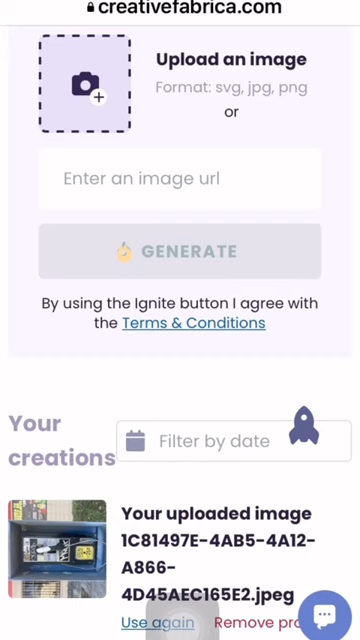 creativefabrica.com
Upload an image
Format: svg, jpg, png
or
Enter an image url
GENERATE
By using the Ignite button I agree with
the Terms & Conditions
Your
creations
Filter by date
Your uploaded image
1C81497E-4AB5-4A12-
A866-
4D45AEC165E2.jpeg
Use again
Remove pro